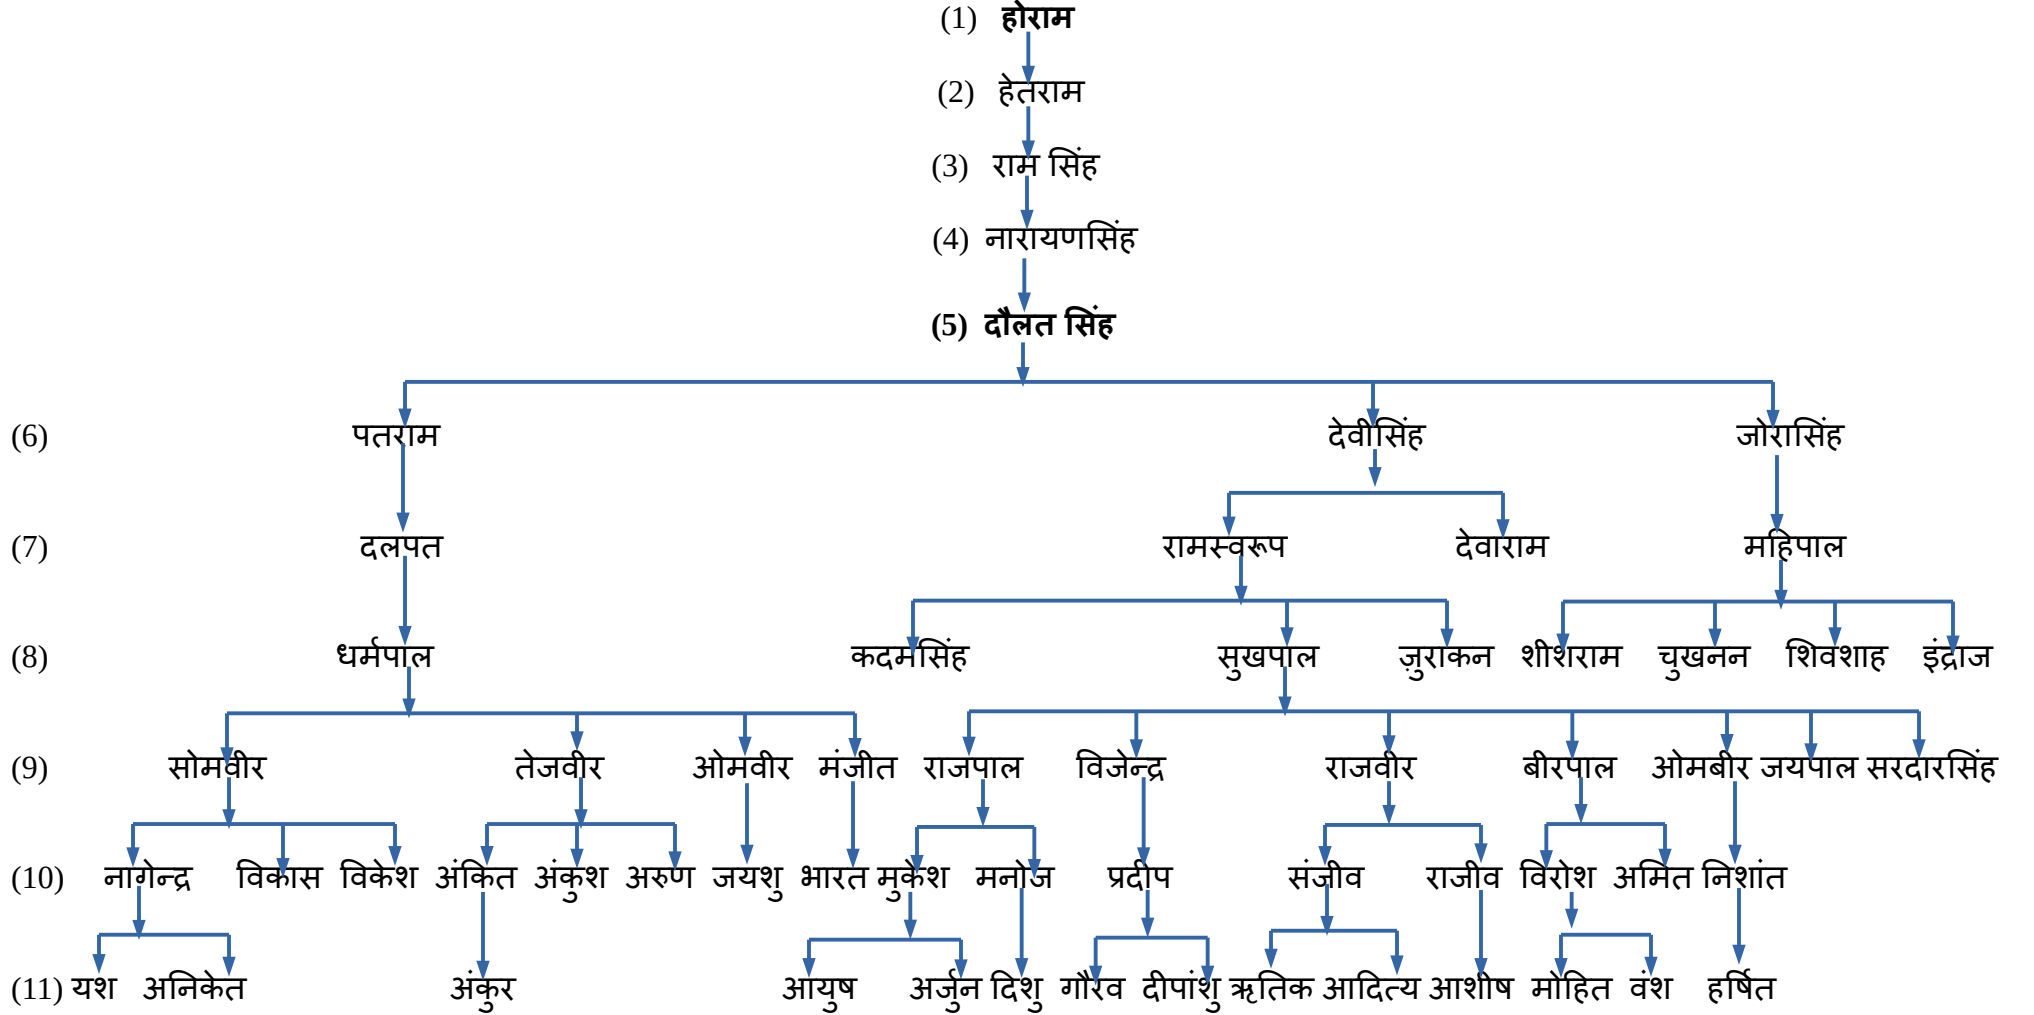 (1) होराम
(2) हेतराम
(3) राम सिंह
(4) नारायणसिंह
(5) दौलत सिंह
(6) पतराम देवीसिंह जोरासिंह
(7) दलपत रामस्वरूप देवाराम महिपाल
(8) धर्मपाल कदमसिंह सुखपाल ज़ुराकन शीशराम चुखनन शिवशाह इंद्राज
(9) सोमवीर तेजवीर ओमवीर मंजीत राजपाल विजेन्द्र राजवीर बीरपाल ओमबीर जयपाल सरदारसिंह
(10) नागेन्द्र विकास विकेश अंकित अंकुश अरुण जयशु भारत मुकेश मनोज प्रदीप संजीव राजीव विरोश अमित निशांत
(11) यश अनिकेत अंकुर आयुष अर्जुन दिशु गौरव दीपांशु ऋतिक आदित्य आशीष मोहित वंश हर्षित